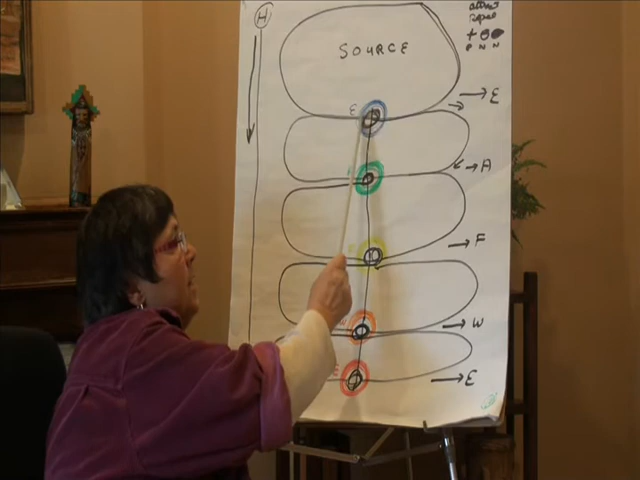 H
SOURCE
+
P N N
E
→ E
→ A
→ F
→ W
→ E